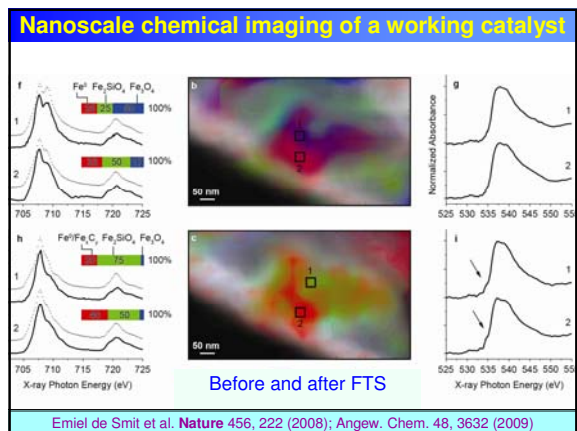 Nanoscale chemical imaging of a working catalyst
f
Fe⁰ Fe₂SiO₄ Fe₃O₄
25 100%
1
50 100%
2
705 710 715 720 725
b
1
2
50 nm
g
Normalized Absorbance
1
2
525 530 535 540 545 550 555
h
Fe₂SiO₄ Fe₃O₄
75 100%
1
50 100%
2
705 710 715 720 725
X-ray Photon Energy (eV)
c
1
2
50 nm
i
1
2
525 530 535 540 545 550 555
X-ray Photon Energy (eV)
Before and after FTS
Emiel de Smit et al. Nature 456, 222 (2008); Angew. Chem. 48, 3632 (2009)